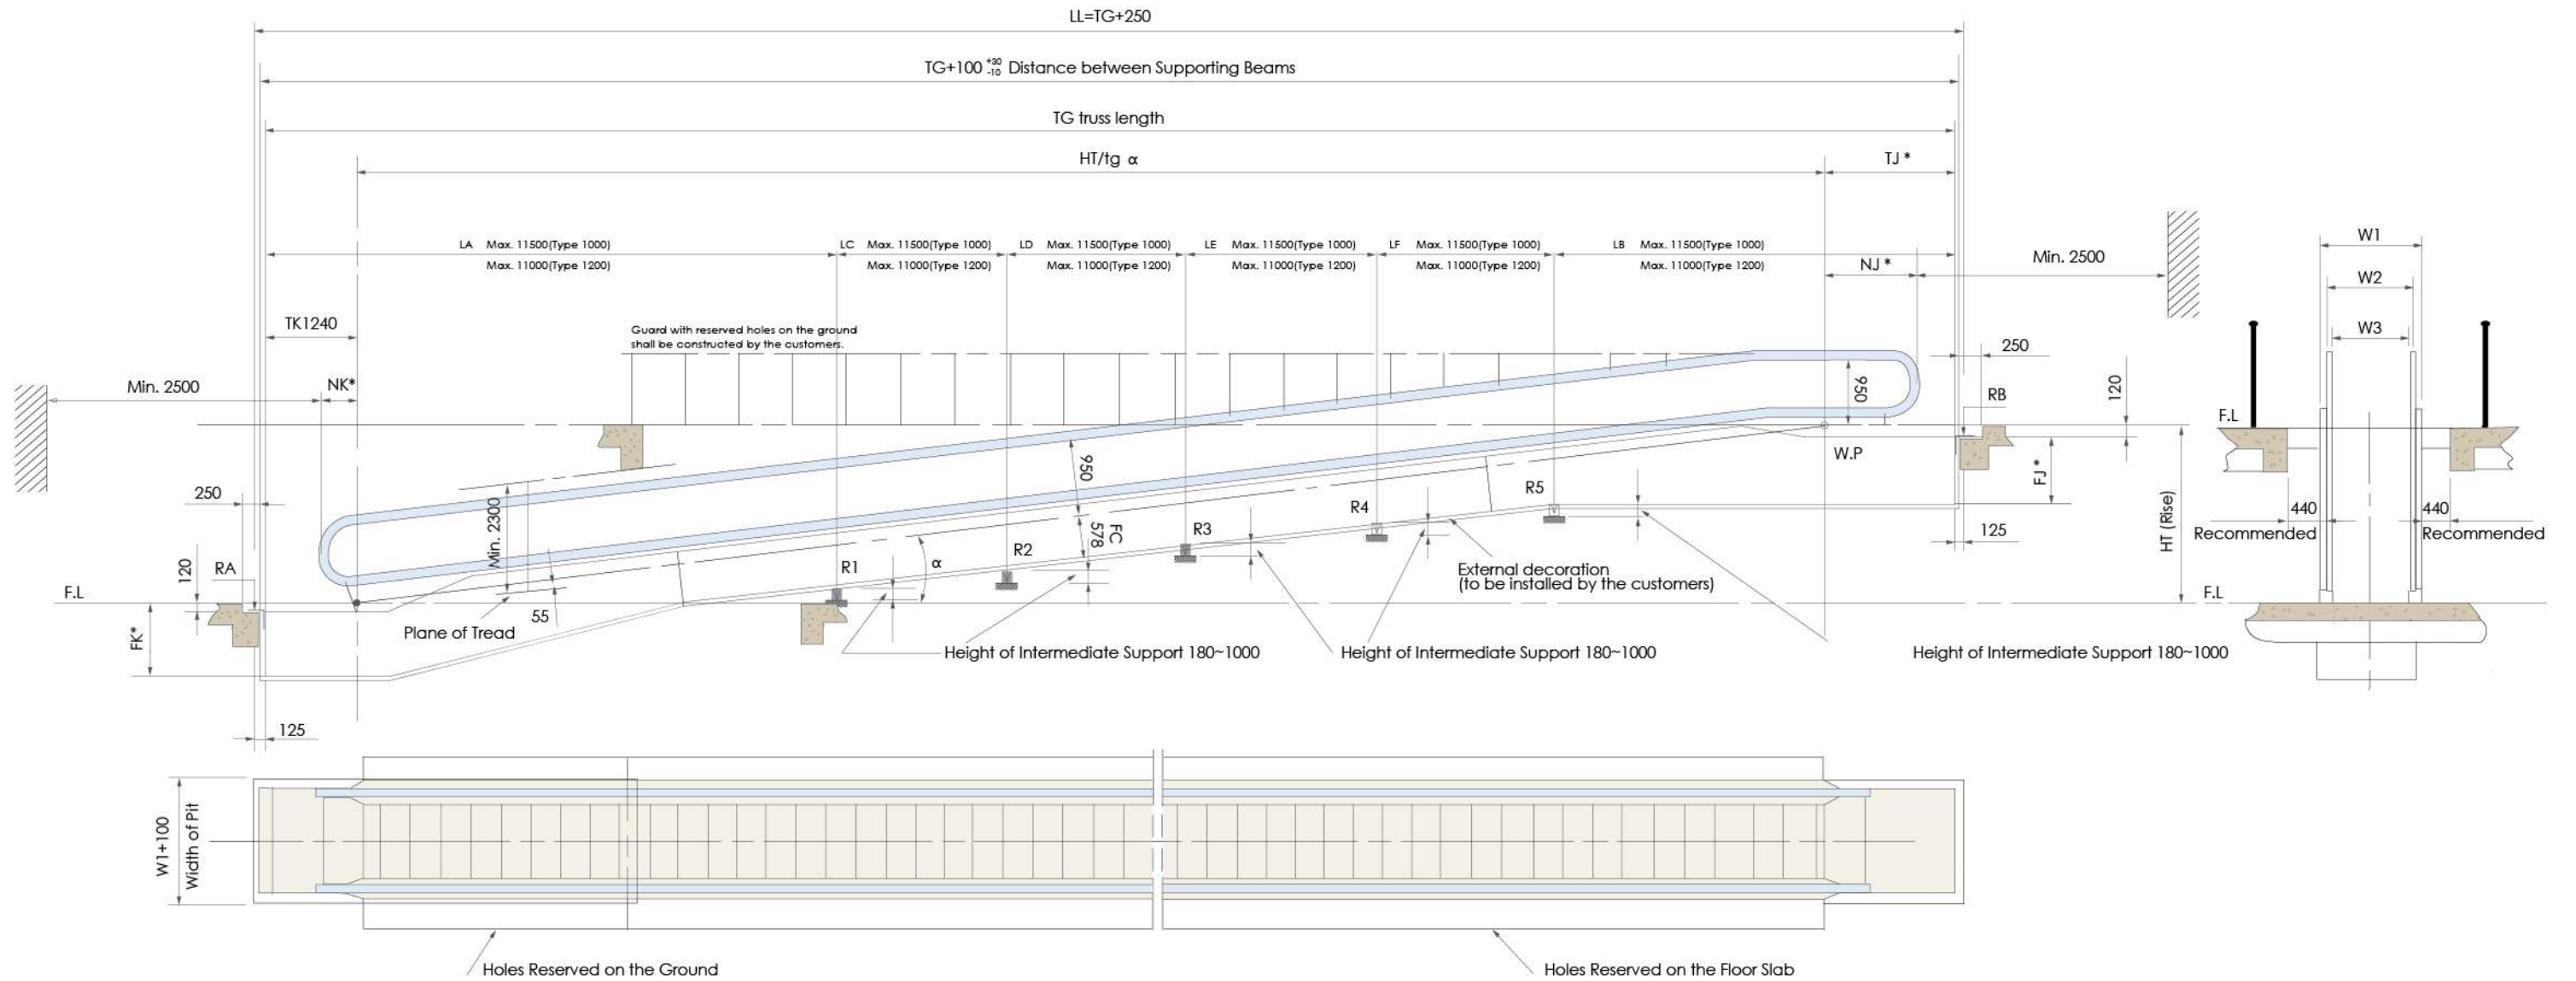 LL=TG+250
TG+100 +30 -10 Distance between Supporting Beams
TG truss length
HT/tg α
TJ *
LA Max. 11500(Type 1000)
Max. 11000(Type 1200)
LC Max. 11500(Type 1000)
Max. 11000(Type 1200)
LD Max. 11500(Type 1000)
Max. 11000(Type 1200)
LE Max. 11500(Type 1000)
Max. 11000(Type 1200)
LF Max. 11500(Type 1000)
Max. 11000(Type 1200)
LB Max. 11500(Type 1000)
Max. 11000(Type 1200)
NJ *
Min. 2500
W1
W2
W3
TK1240
Guard with reserved holes on the ground
shall be constructed by the customers.
Min. 2500
NK*
250
950
RB
120
F.L
W.P
FJ *
250
Min. 2300
950
FC
578
R5
R4
R3
R2
R1
α
HT (Rise)
440
Recommended
440
Recommended
125
120
RA
F.L
External decoration
(to be installed by the customers)
F.L
55
Plane of Tread
FK*
Height of Intermediate Support 180~1000
Height of Intermediate Support 180~1000
Height of Intermediate Support 180~1000
125
W1+100
Width of Pit
Holes Reserved on the Ground
Holes Reserved on the Floor Slab